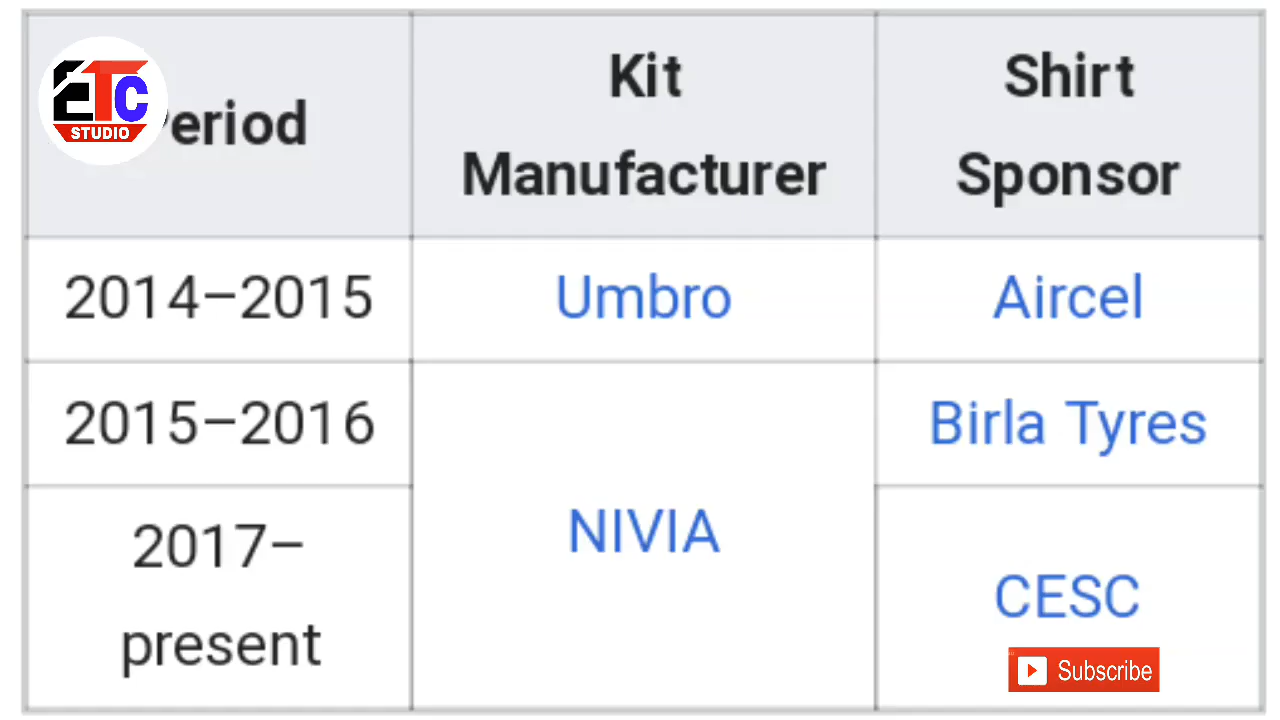 ETC
STUDIO
Period
Kit
Manufacturer
Shirt
Sponsor
2014–2015
Umbro
Aircel
2015–2016
Birla Tyres
NIVIA
2017–
present
CESC
Subscribe